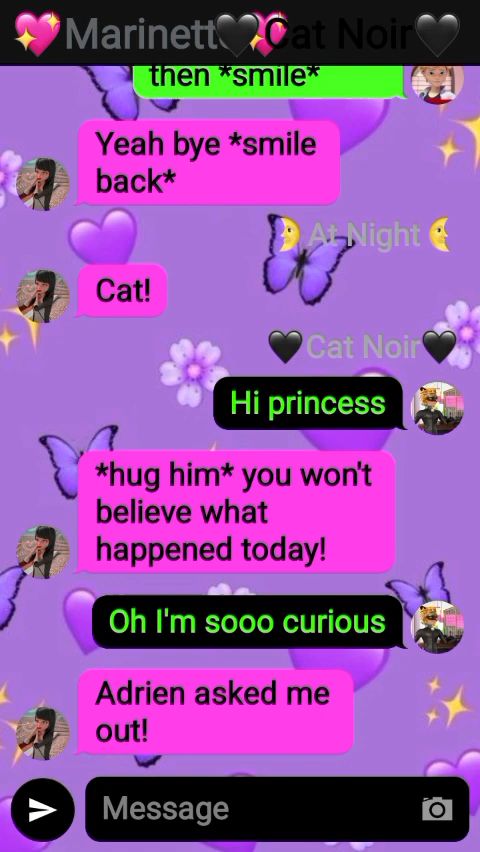 💖Marinette💖
🖤Cat Noir🖤
then *smile*
Yeah bye *smile
back*
🌛At Night🌜
Cat!
🖤Cat Noir🖤
Hi princess
*hug him* you won't
believe what
happened today!
Oh I'm sooo curious
Adrien asked me
out!
Message